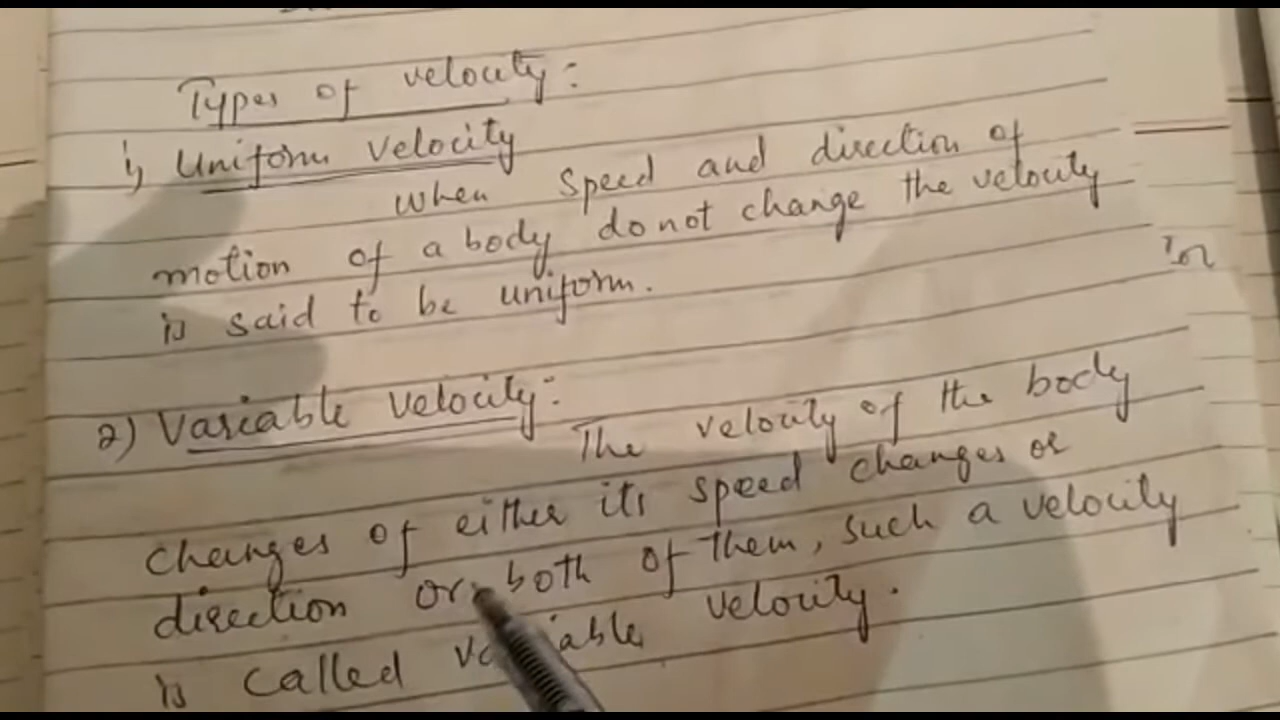 Types of velocity:
1) Uniform velocity
When speed and direction of
motion of a body do not change the velocity
is said to be uniform.
2) Variable velocity:-
The velocity of the body
changes of either its speed changes or
direction or both of them, such a velocity
is called variable velocity.